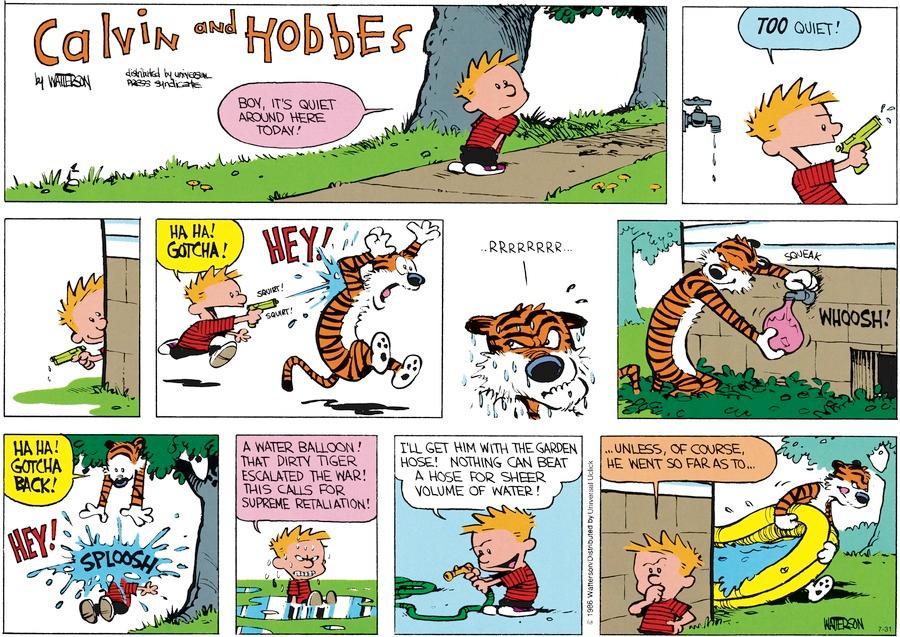 Calvin and Hobbes
by WATTERSON
distributed by universal
press syndicate
BOY, IT'S QUIET
AROUND HERE
TODAY!
TOO QUIET!
HA HA!
GOTCHA!
HEY!
SQUIRT!
SQUIRT!
..RRRRRRRR...
SQUEAK
WHOOSH!
HA HA!
GOTCHA
BACK!
HEY!
SPLOOSH
A WATER BALLOON!
THAT DIRTY TIGER
ESCALATED THE WAR!
THIS CALLS FOR
SUPREME RETALIATION!
I'LL GET HIM WITH THE GARDEN
HOSE! NOTHING CAN BEAT
A HOSE FOR SHEER
VOLUME OF WATER!
© 1986 Watterson/Distributed by Universal Uclick
...UNLESS, OF COURSE,
HE WENT SO FAR AS TO...
WATTERSON
7-31